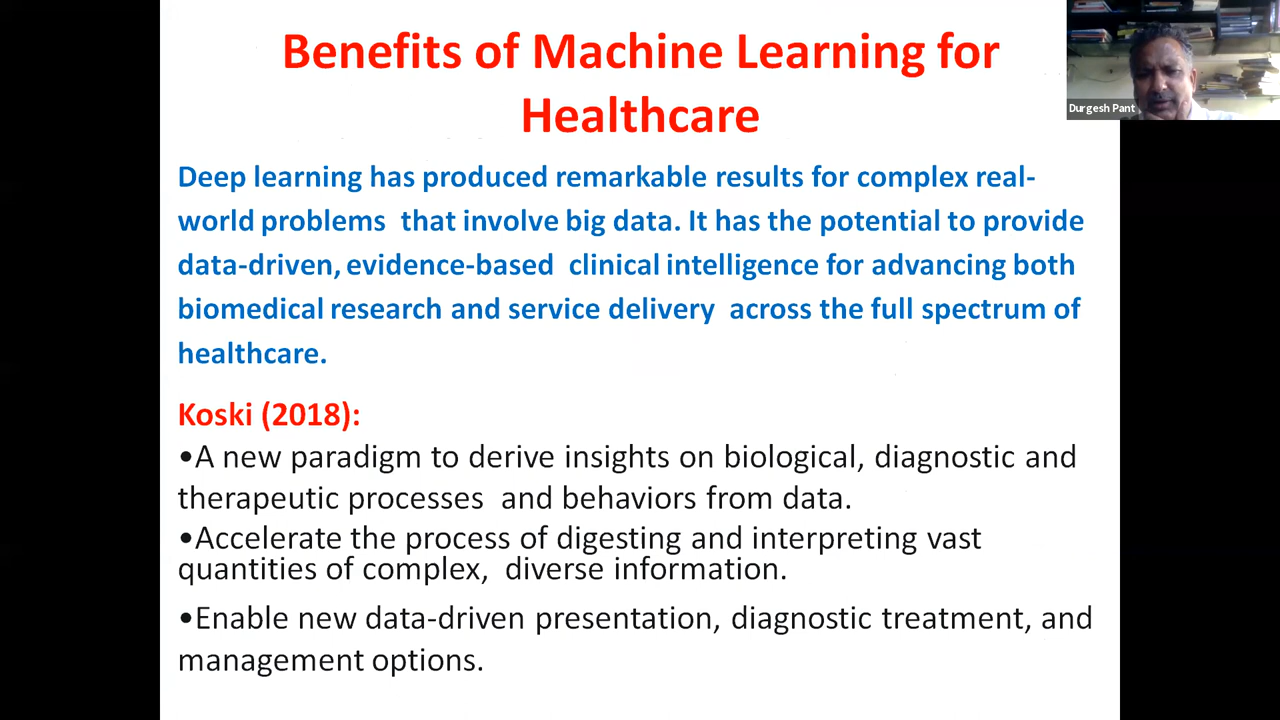 Benefits of Machine Learning for
Healthcare
Durgesh Pant
Deep learning has produced remarkable results for complex real-
world problems that involve big data. It has the potential to provide
data-driven, evidence-based clinical intelligence for advancing both
biomedical research and service delivery across the full spectrum of
healthcare.
Koski (2018):
•A new paradigm to derive insights on biological, diagnostic and
therapeutic processes and behaviors from data.
•Accelerate the process of digesting and interpreting vast
quantities of complex, diverse information.
•Enable new data-driven presentation, diagnostic treatment, and
management options.